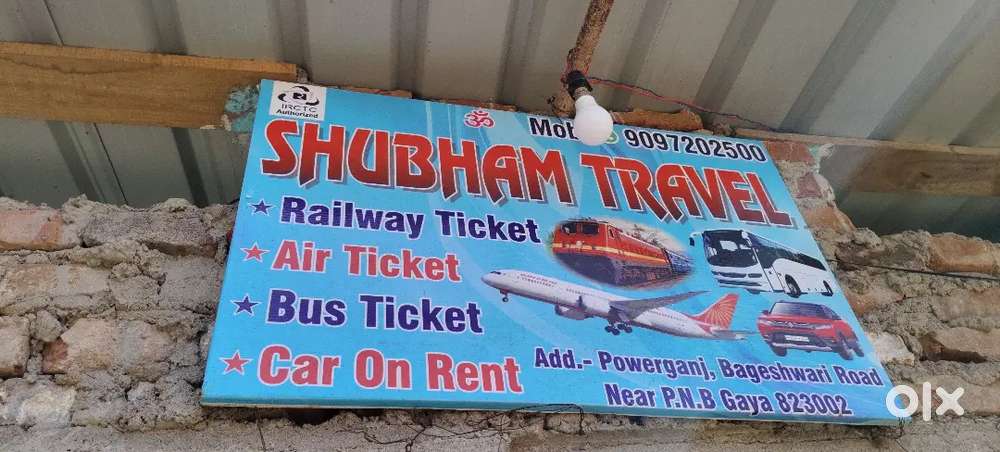 IRCTC
Authorized
ॐ
Mob 9097202500
SHUBHAM TRAVEL
Railway Ticket
Air Ticket
Bus Ticket
Car On Rent
Add.- Powerganj, Bageshwari Road
Near P.N.B Gaya 823002
olx